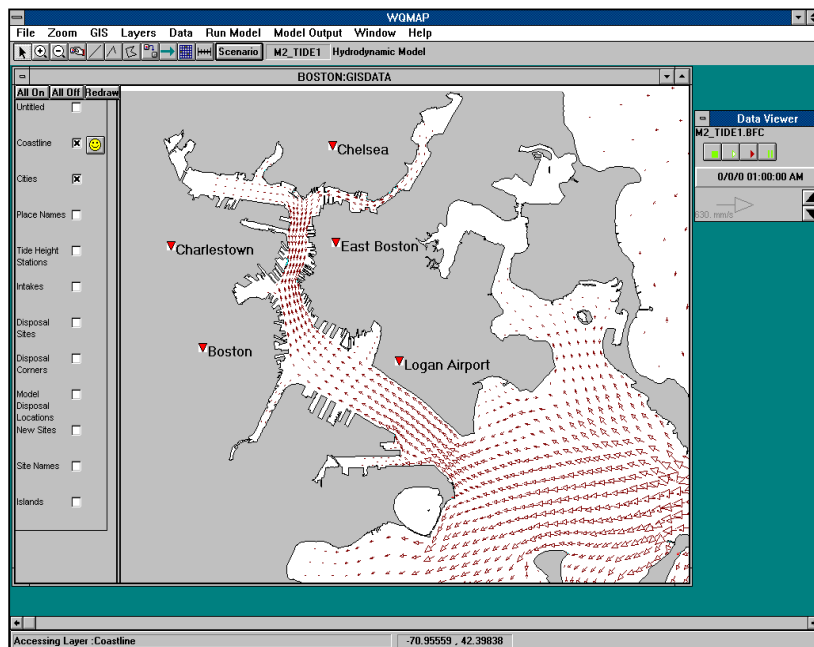 WQMAP
File Zoom GIS Layers Data Run Model Model Output Window Help
Scenario M2_TIDE1 Hydrodynamic Model
BOSTON:GISDATA
All On All Off Redraw
Untitled
Coastline
Cities
Place Names
Tide Height
Stations
Intakes
Disposal
Sites
Disposal
Corners
Model
Disposal
Locations
New Sites
Site Names
Islands
Chelsea
Charlestown
East Boston
Boston
Logan Airport
Data Viewer
M2_TIDE1.BFC
0/0/0 01:00:00 AM
630. mm/s
Accessing Layer :Coastline
-70.95559 , 42.39838